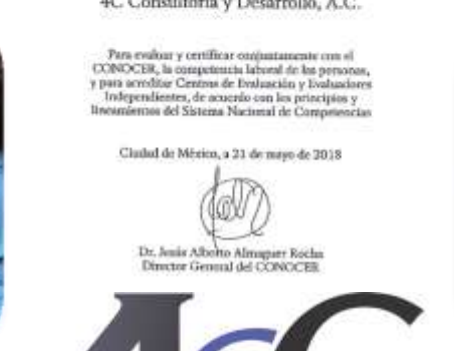 4C Consultoría y Desarrollo, A.C.
Para evaluar y certificar conjuntamente con el
CONOCER, la competencia laboral de las personas,
y para acreditar Centros de Evaluación y Evaluadores
Independientes, de acuerdo con los principios y
lineamientos del Sistema Nacional de Competencias
Ciudad de México, a 21 de mayo de 2018
Dr. Jesús Alberto Almaguer Rocha
Director General del CONOCER
4cC